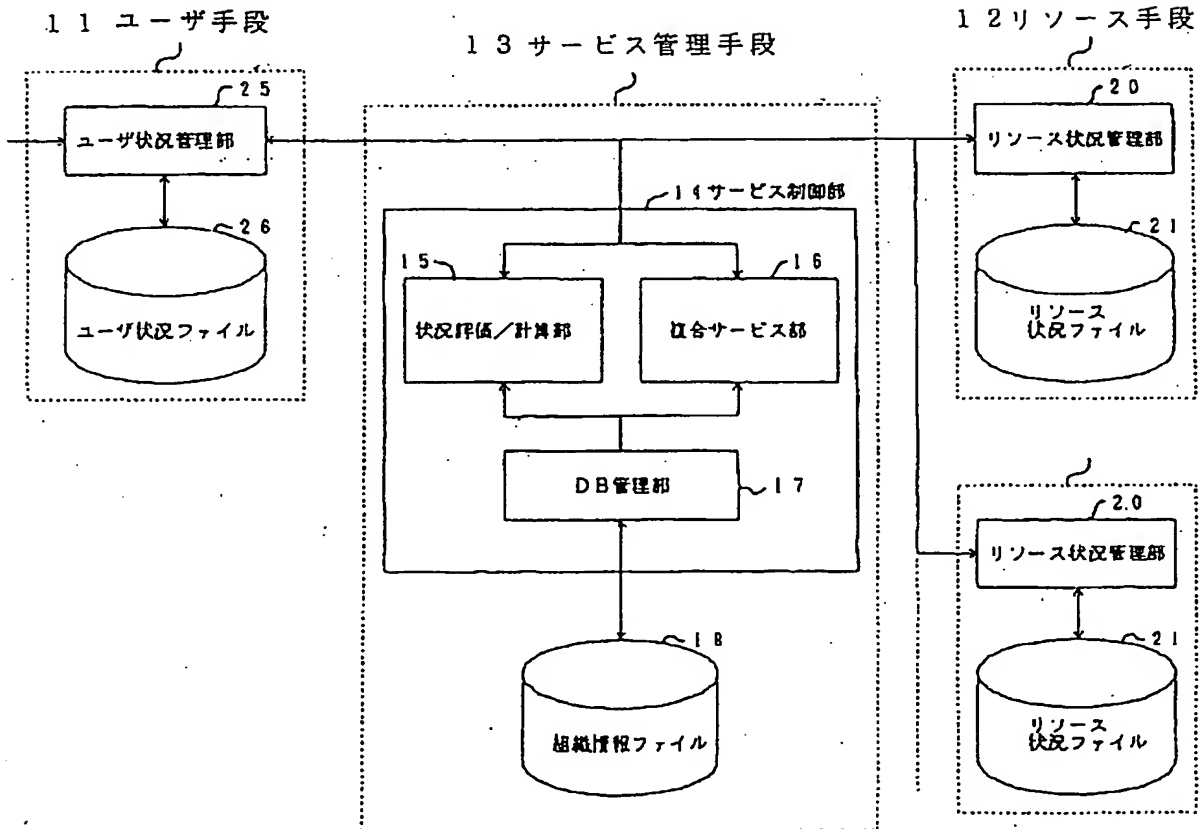 11 ユーザ手段
13サービス管理手段
12リソース手段
25
ユーザ状況管理部
26
ユーザ状況ファイル
14サービス制御部
15
状況評価／計算部
16
複合サービス部
DB管理部
17
18
組織情報ファイル
20
リソース状況管理部
21
リソース
状況ファイル
20
リソース状況管理部
21
リソース
状況ファイル